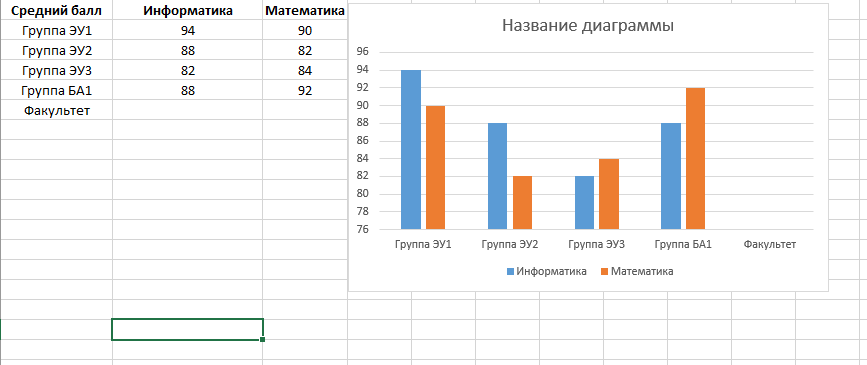 Средний балл Информатика Математика
Группа ЭУ1 94 90
Группа ЭУ2 88 82
Группа ЭУ3 82 84
Группа БА1 88 92
Факультет
Название диаграммы
96
94
92
90
88
86
84
82
80
78
76
Группа ЭУ1 Группа ЭУ2 Группа ЭУ3 Группа БА1 Факультет
Информатика Математика